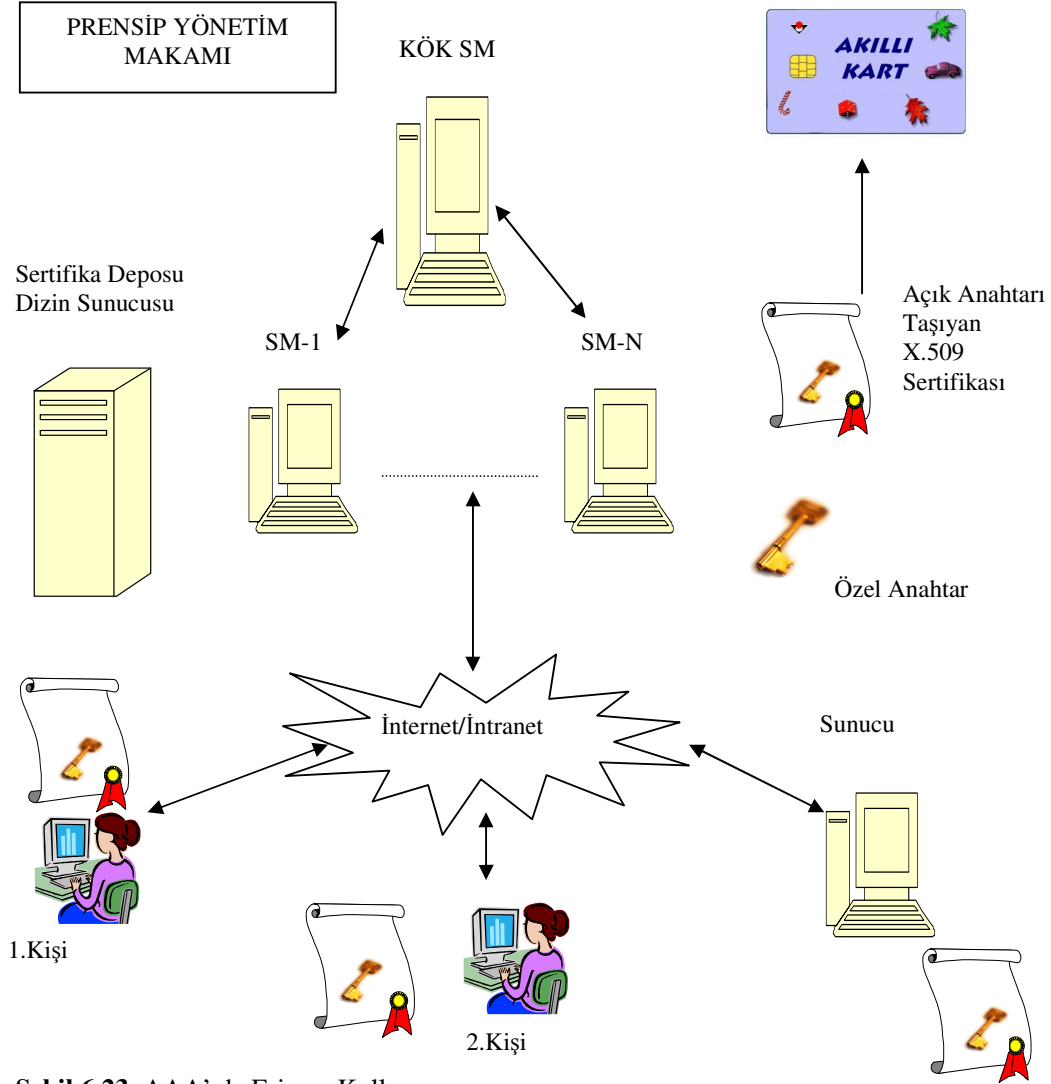 PRENSİP YÖNETİM
MAKAMI
KÖK SM
AKILLI
KART
Sertifika Deposu
Dizin Sunucusu
SM-1
SM-N
Açık Anahtarı
Taşıyan
X.509
Sertifikası
Özel Anahtar
İnternet/İntranet
Sunucu
1.Kişi
2.Kişi